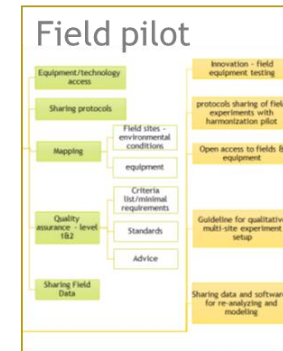 Field pilot
Equipment/technology
access
Sharing protocols
Mapping
Field sites -
environmental
conditions
equipment
Quality
assurance - level
1&2
Criteria
list/minimal
requirements
Standards
Advice
Sharing Field
Data
Innovation - field
equipment testing
protocols sharing of fiel
experiments with
harmonization pilot
Open access to fields &
equipment
Guideline for qualitative
multi-site experiment
setup
Sharing data and software
for re-analyzing and
modeling